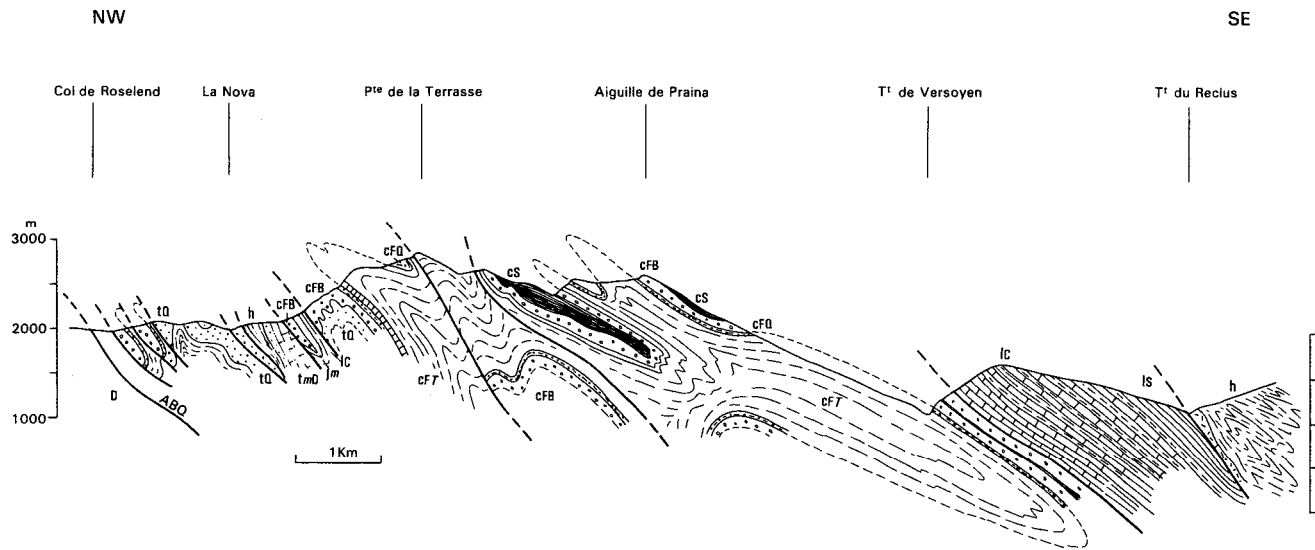 NW SE
Col de Roselend La Nova Pte de la Terrasse Aiguille de Praina Tt de Versoyen Tt du Reclus
m
3000
2000
1000
cFQ
cS
cFB
cS
cFQ
cFB
cFB
tQ
h
tQ
lC
Jm
tmD
tQ
cFT
cFB
cFT
D
ABQ
lC
lS
h
1Km